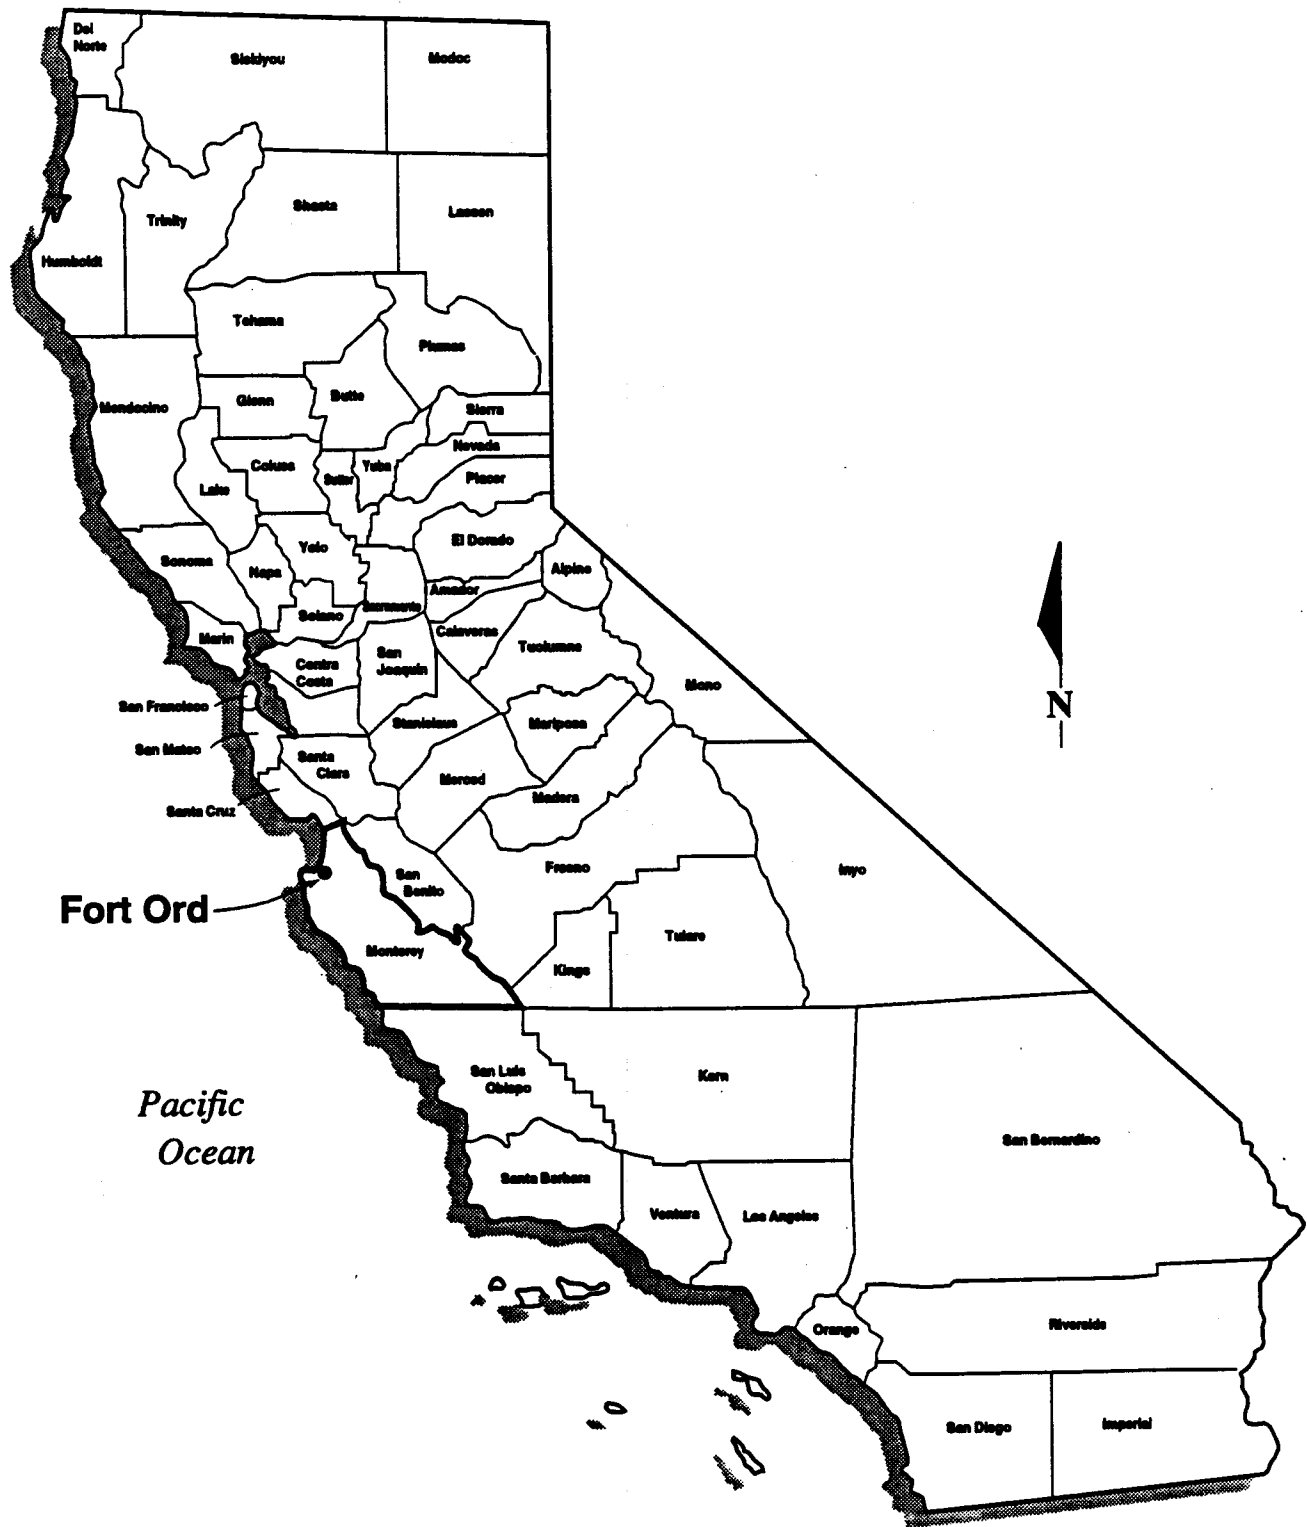 Del
Norte
Siskiyou
Modoc
Shasta
Lassen
Trinity
Humboldt
Tehama
Plumas
Butte
Glenn
Mendocino
Sierra
Nevada
Colusa
Yuba
Sutter
Placer
Lake
El Dorado
Yolo
Sonoma
Napa
Alpine
Amador
Sacramento
Solano
Calaveras
Marin
Tuolumne
San
Joaquin
Contra
Costa
Mono
San Francisco
Stanislaus
Mariposa
N
San Mateo
Santa
Clara
Merced
Madera
Santa Cruz
Fresno
Inyo
San
Benito
Fort Ord
Tulare
Monterey
Kings
San Luis
Obispo
Kern
Pacific
Ocean
San Bernardino
Santa Barbara
Ventura
Los Angeles
Orange
Riverside
San Diego
Imperial